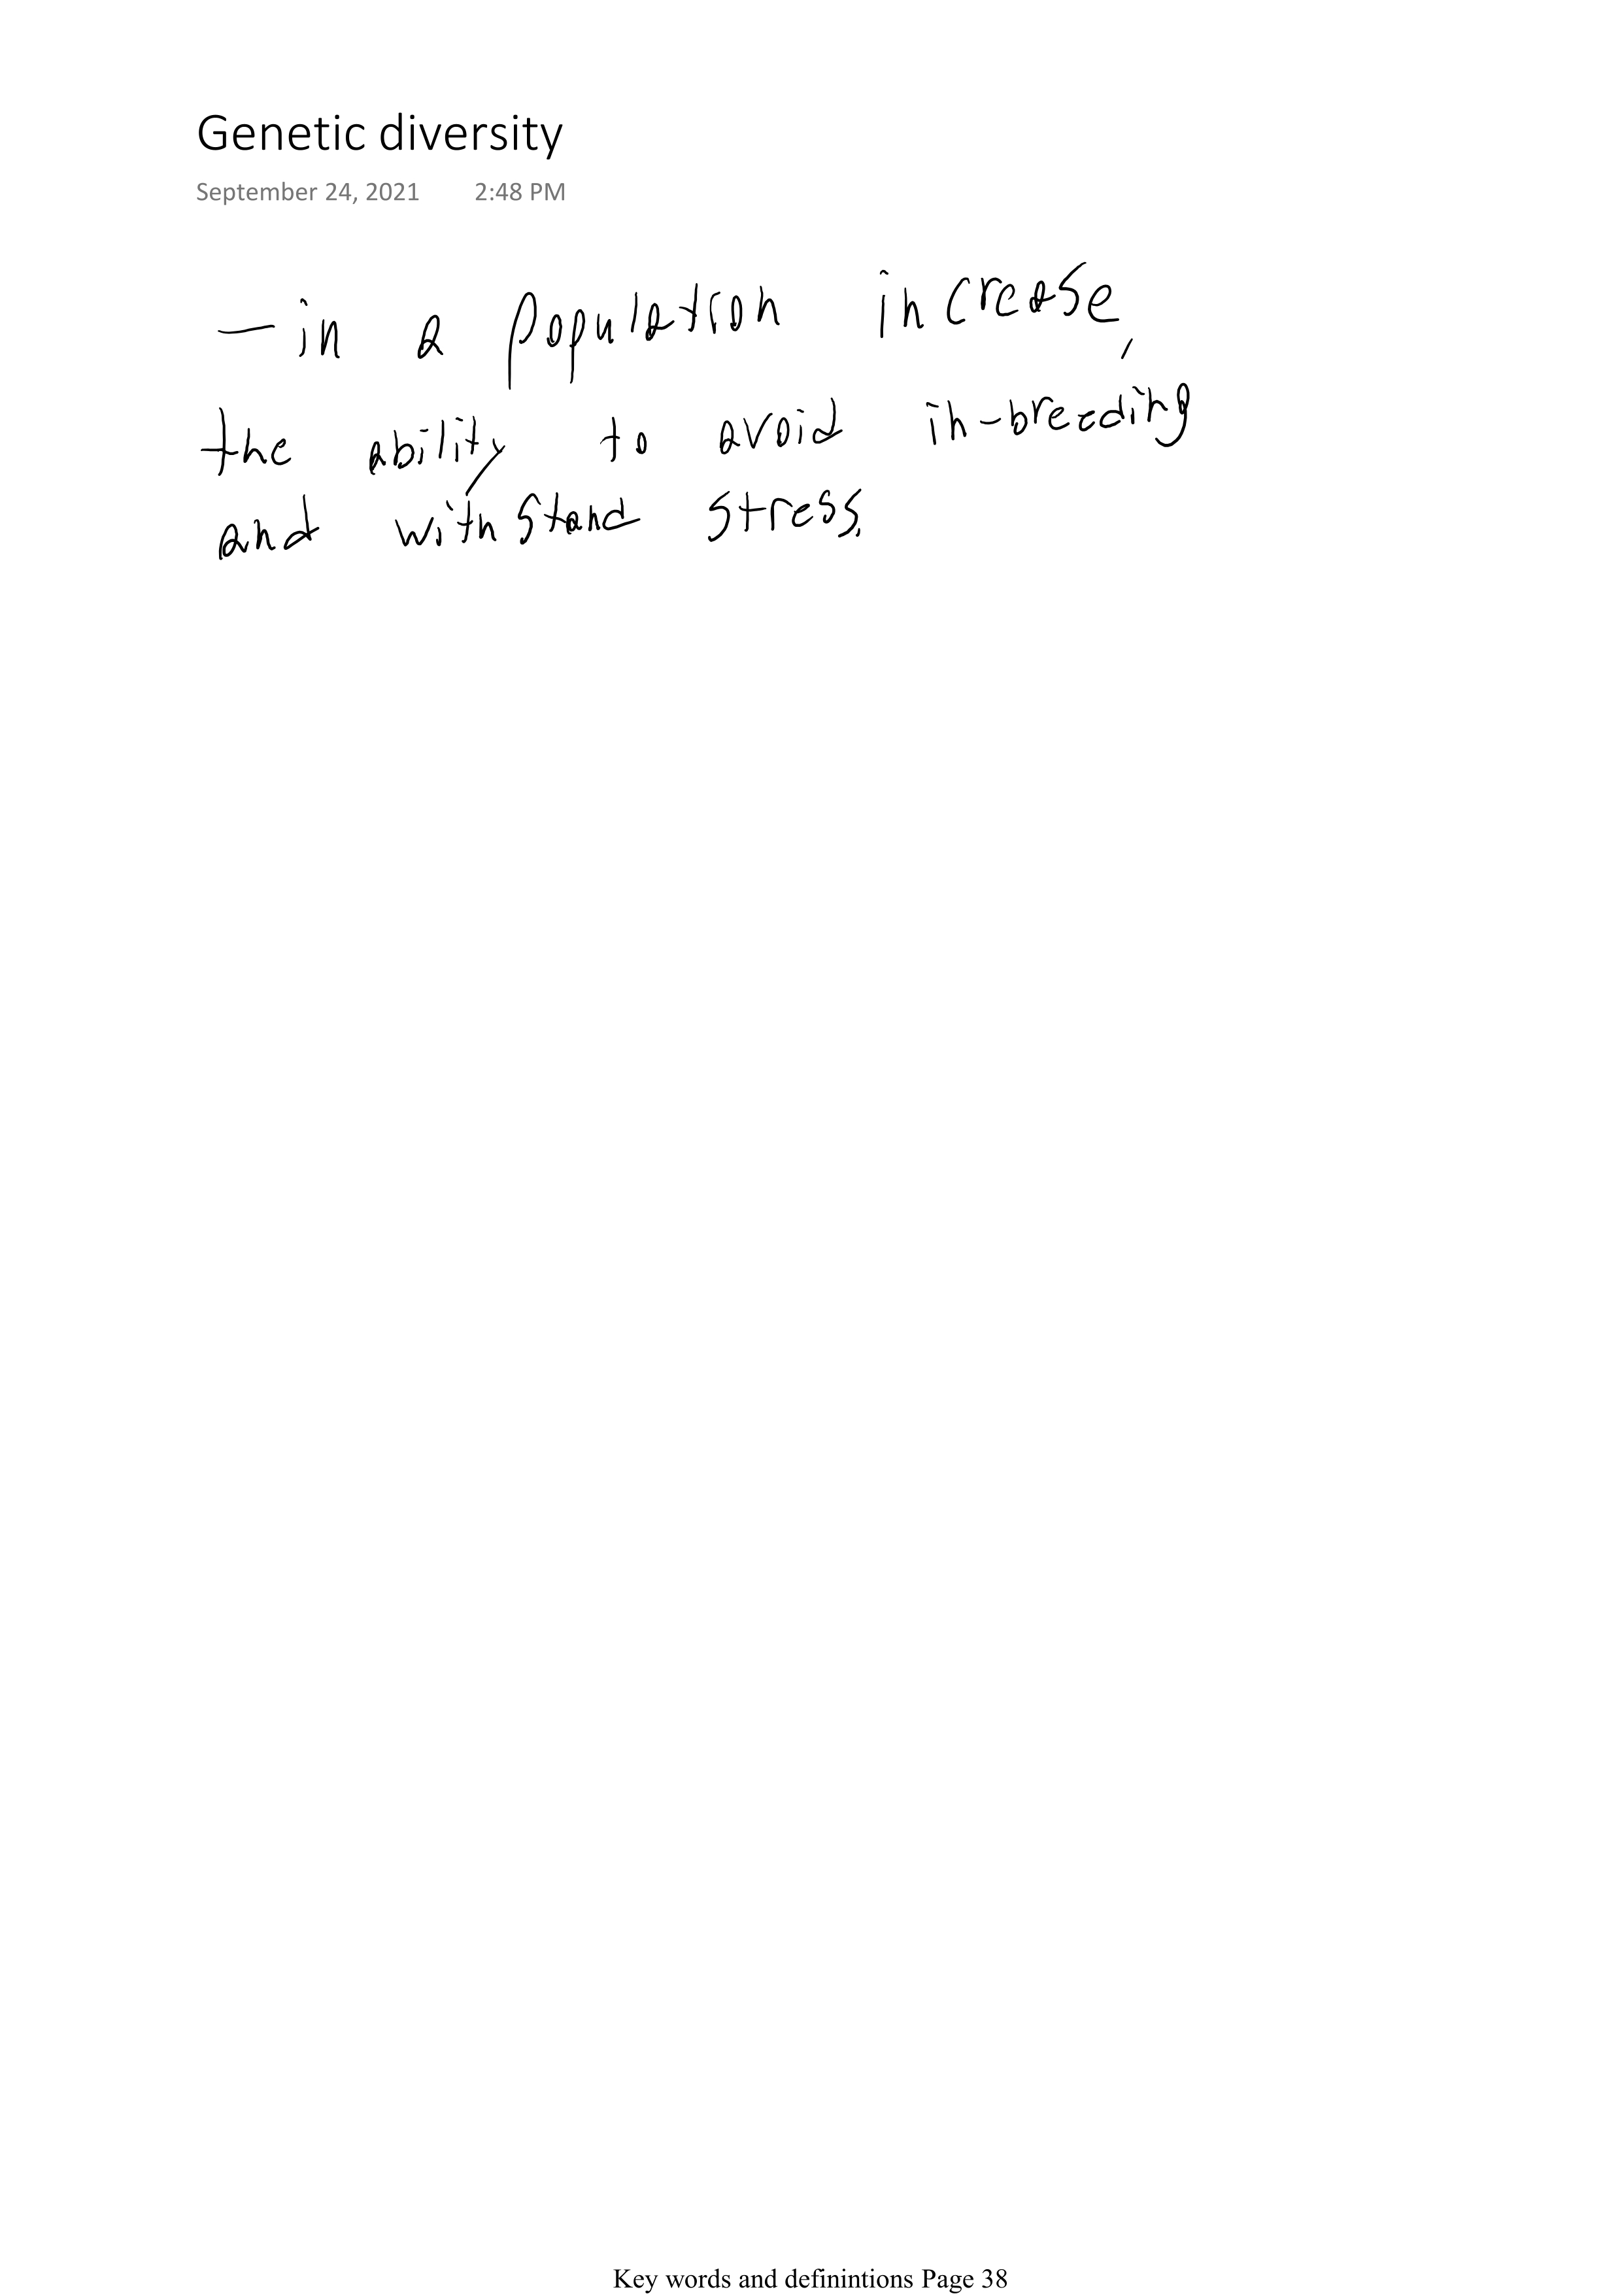 Genetic diversity
September 24, 2021 2:48 PM
- in a population increase,
the ability to avoid in-breeding
and withstand stress.
Key words and definintions Page 38